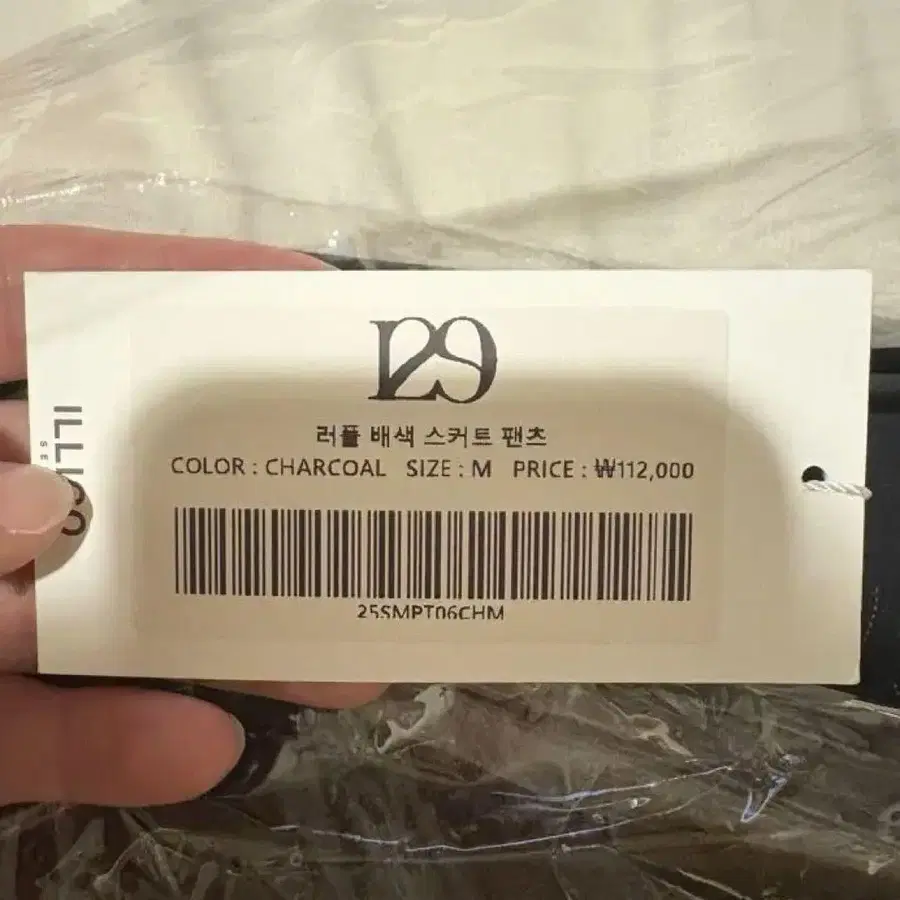 129
러플 배색 스커트 팬츠
COLOR : CHARCOAL SIZE : M PRICE : ₩112,000
25SMPT06CHM